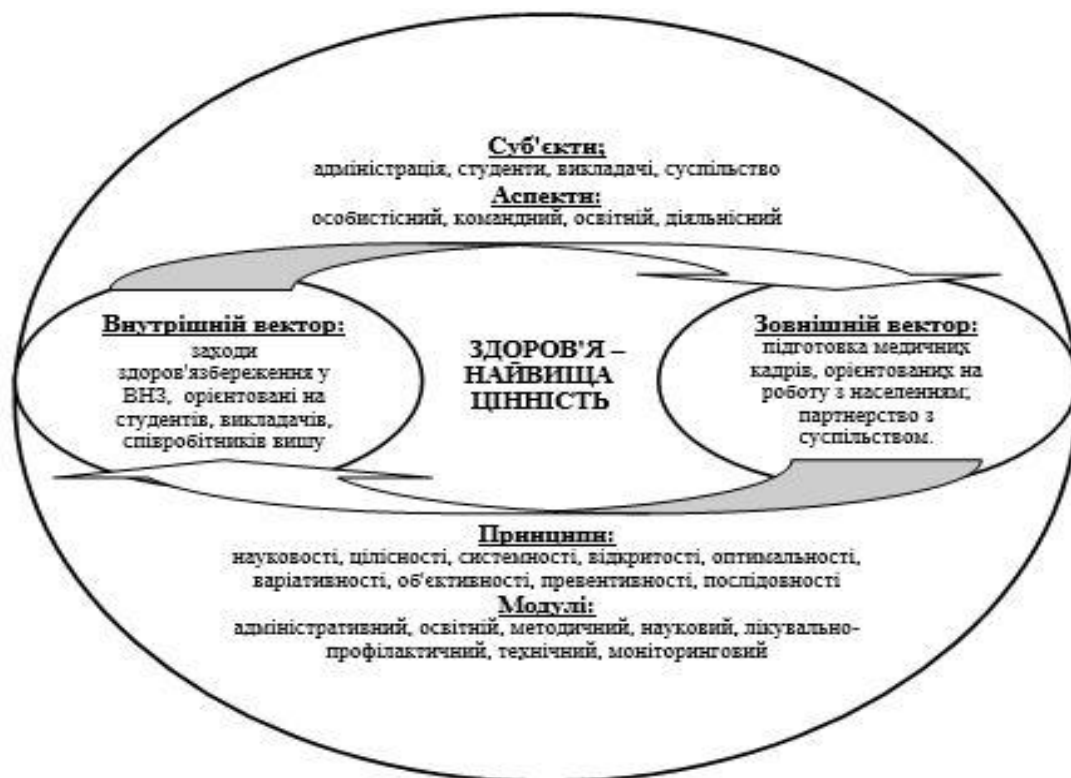 Суб'єкти;
адміністрація, студенти, викладачі, суспільство
Аспекти:
особистісний, командний, освітній, діяльнісний
Внутрішній вектор:
заходи
здоров'язбереження у
ВНЗ, орієнтовані на
студентів, викладачів,
співробітників вишу
ЗДОРОВ'Я –
НАЙВИЩА
ЦІННІСТЬ
Зовнішній вектор:
підготовка медичних
кадрів, орієнтованих на
роботу з населенням;
партнерство з
суспільством.
Принципи:
науковості, цілісності, системності, відкритості, оптимальності,
варіативності, об'єктивності, превентивності, послідовності
Модулі:
адміністративний, освітній, методичний, науковий, лікувально-
профілактичний, технічний, моніторинговий